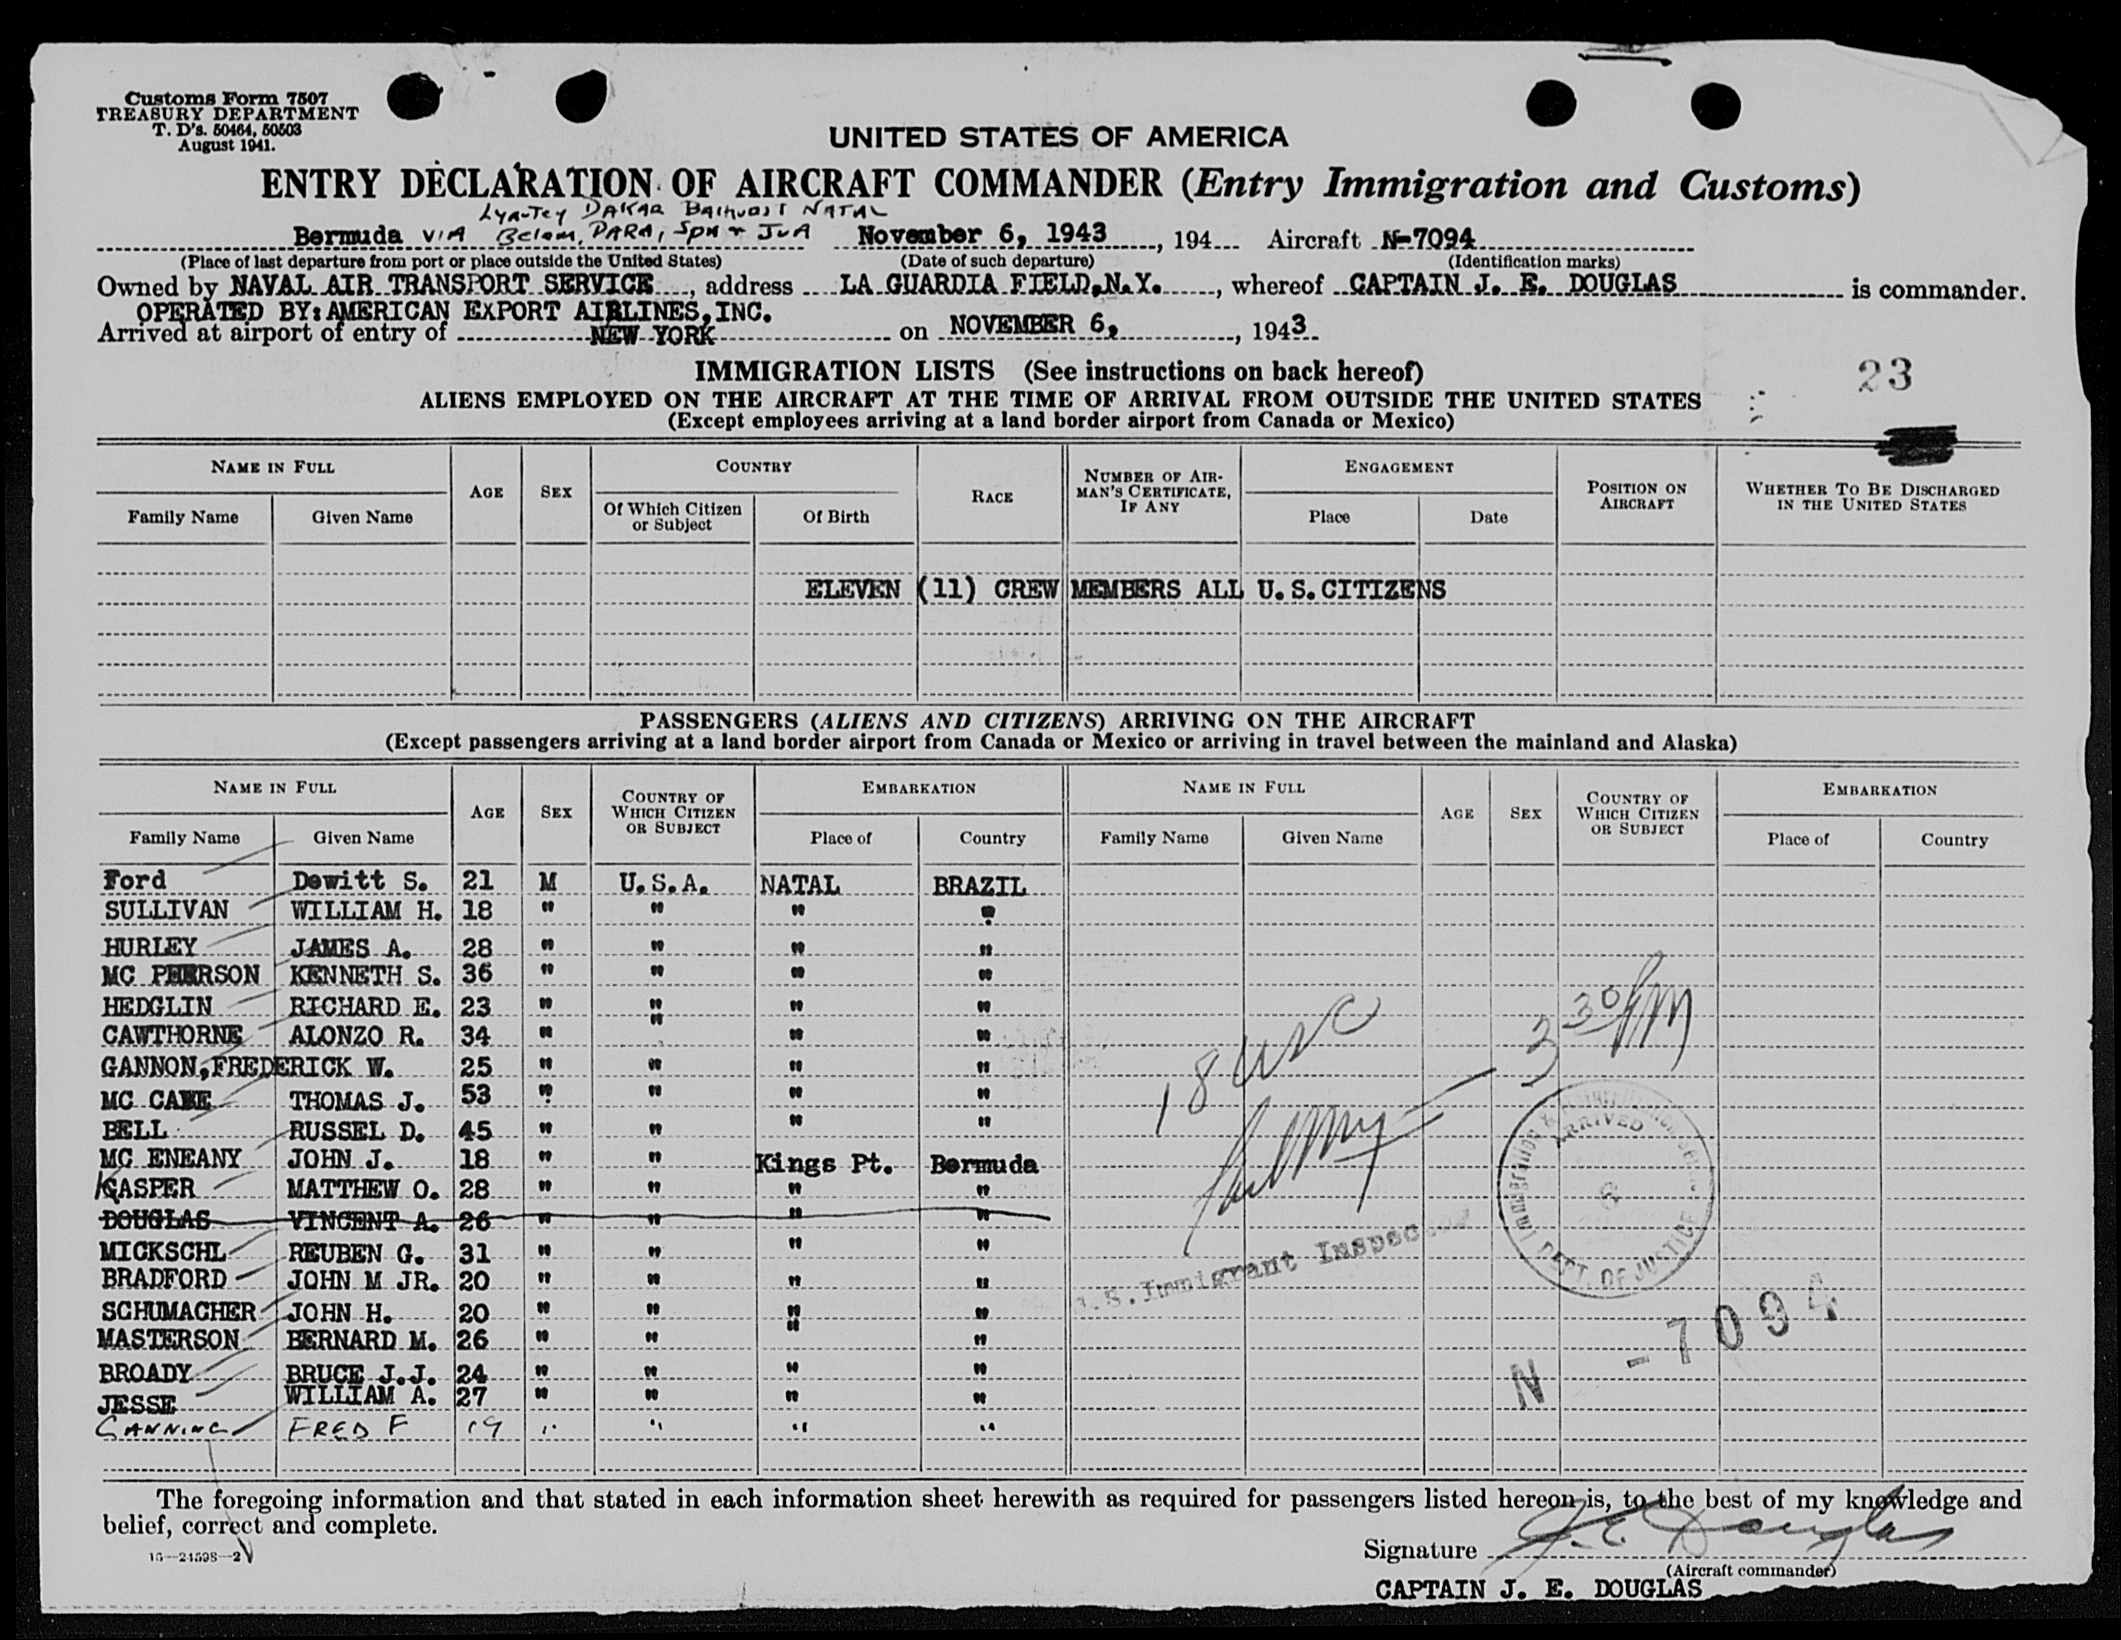 Customs Form 7507
TREASURY DEPARTMENT
T. D's. 50464, 50503
August 1941.
UNITED STATES OF AMERICA
ENTRY DECLARATION OF AIRCRAFT COMMANDER (Entry Immigration and Customs)
Lyautey DAKAR Bathurst NATAL
Bermuda VIA Belem, PARA, SPN + JUA November 6, 1943, 194 Aircraft N-7094
(Place of last departure from port or place outside the United States) (Date of such departure) (Identification marks)
Owned by NAVAL AIR TRANSPORT SERVICE, address LA GUARDIA FIELD, N.Y., whereof CAPTAIN J. E. DOUGLAS is commander.
OPERATED BY: AMERICAN EXPORT AIRLINES, INC.
Arrived at airport of entry of NEW YORK on NOVEMBER 6, 1943
IMMIGRATION LISTS (See instructions on back hereof)
23
ALIENS EMPLOYED ON THE AIRCRAFT AT THE TIME OF ARRIVAL FROM OUTSIDE THE UNITED STATES
(Except employees arriving at a land border airport from Canada or Mexico)
NAME IN FULL AGE SEX COUNTRY RACE NUMBER OF AIRMAN'S CERTIFICATE, IF ANY ENGAGEMENT POSITION ON AIRCRAFT WHETHER TO BE DISCHARGED IN THE UNITED STATES
Family Name Given Name Of Which Citizen or Subject Of Birth Place Date
ELEVEN (11) CREW MEMBERS ALL U.S.CITIZENS
PASSENGERS (ALIENS AND CITIZENS) ARRIVING ON THE AIRCRAFT
(Except passengers arriving at a land border airport from Canada or Mexico or arriving in travel between the mainland and Alaska)
NAME IN FULL AGE SEX COUNTRY OF WHICH CITIZEN OR SUBJECT EMBARKATION NAME IN FULL AGE SEX COUNTRY OF WHICH CITIZEN OR SUBJECT EMBARKATION
Family Name Given Name Place of Country Family Name Given Name Place of Country
Ford Dewitt S. 21 M U.S.A. NATAL BRAZIL
SULLIVAN WILLIAM H. 18 " " " "
HURLEY JAMES A. 28 " " " "
MC PHERSON KENNETH S. 36 " " " "
HEDGLIN RICHARD E. 23 " " " "
CAWTHORNE ALONZO R. 34 " " " "
GANNON, FREDERICK W. 25 " " " "
MC CABE THOMAS J. 53 " " " "
BELL RUSSEL D. 45 " " " "
MC ENEANY JOHN J. 18 " " Kings Pt. Bermuda
KASPER MATTHEW O. 28 " " " "
DOUGLAS VINCENT A. 26 " " " "
MICKSCHL REUBEN G. 31 " " " "
BRADFORD JOHN M JR. 20 " " " "
SCHUMACHER JOHN H. 20 " " " "
MASTERSON BERNARD M. 26 " " " "
BROADY BRUCE J.J. 24 " " " "
JESSE WILLIAM A. 27 " " " "
CANNING FRED F 19 " " " "
18 USC
3 30 PM
U.S. Immigrant Inspector
ARRIVED
6
DEPT. OF JUSTICE
N -7094
The foregoing information and that stated in each information sheet herewith as required for passengers listed hereon is, to the best of my knowledge and
belief, correct and complete.
16—24598—2
Signature J. E. Douglas
(Aircraft commander)
CAPTAIN J. E. DOUGLAS